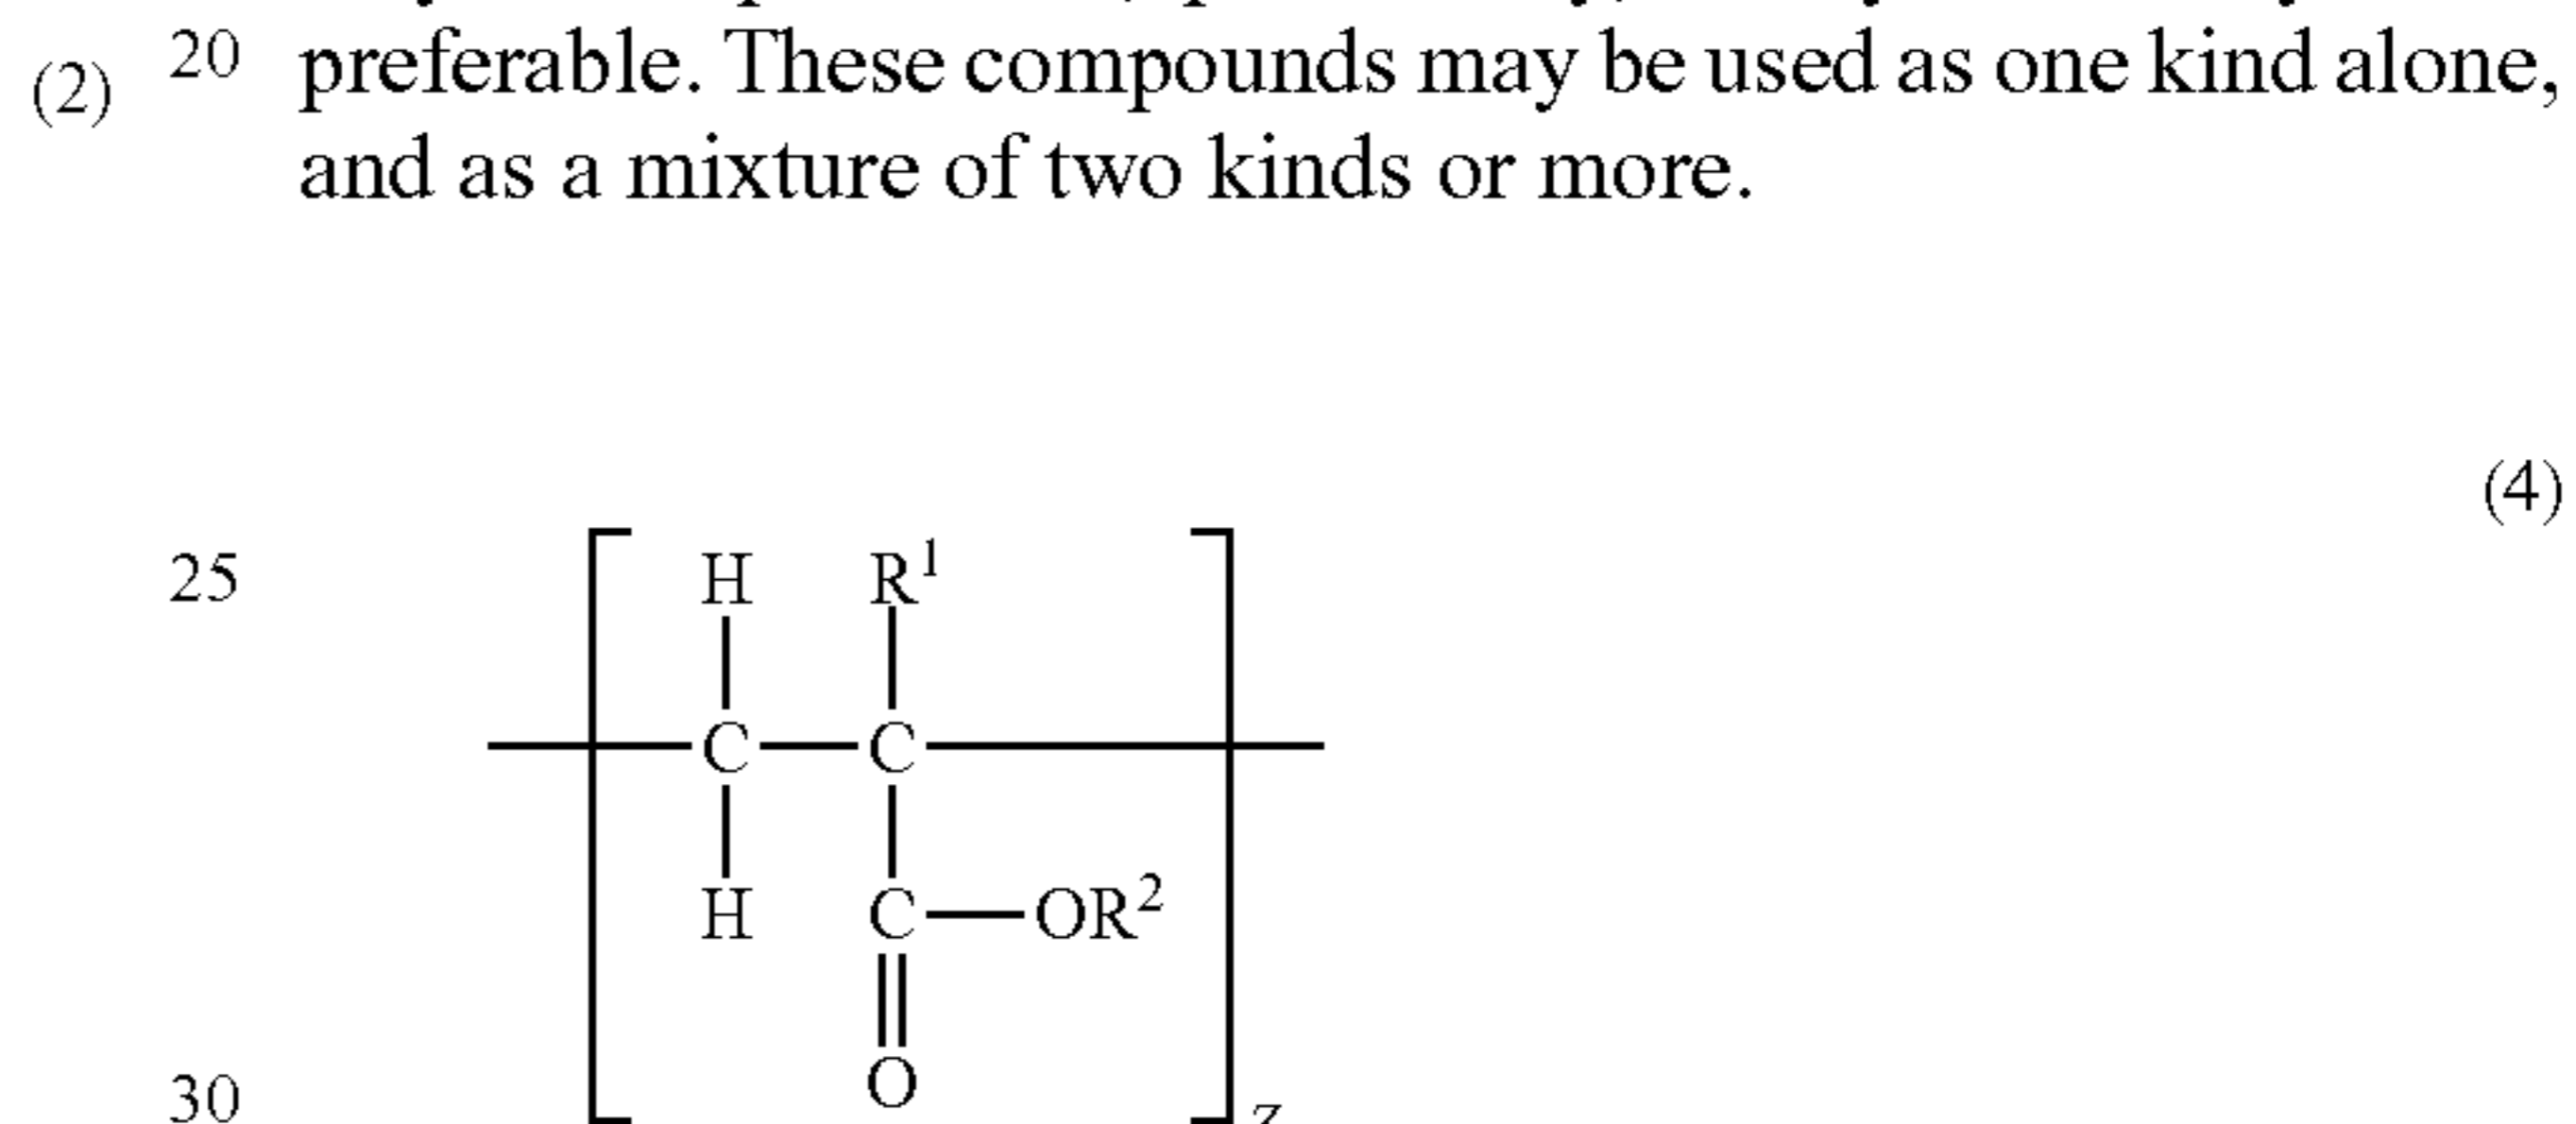 (2) 20 preferable. These compounds may be used as one kind alone,
and as a mixture of two kinds or more.
(4)
25 H R¹
C C
H C OR²
O
30 z